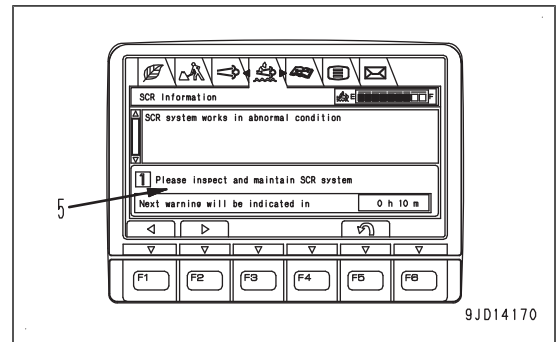 SCR Information
E F
SCR system works in abnormal condition
1 Please inspect and maintain SCR system
5
Next warning will be indicated in 0 h 10 m
F1 F2 F3 F4 F5 F6
9JD14170